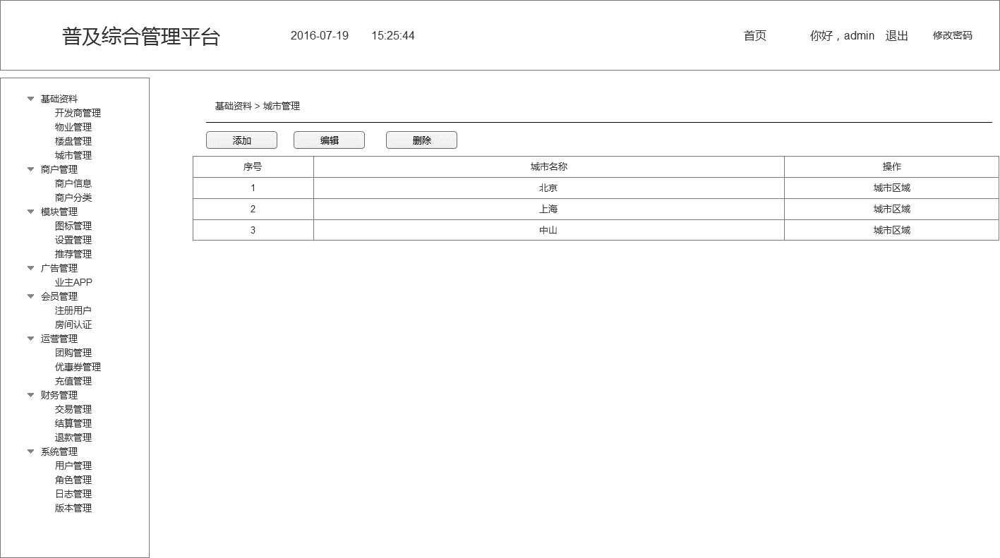 普及综合管理平台 2016-07-19 15:25:44 首页 你好，admin 退出 修改密码
基础资料
开发商管理
物业管理
楼盘管理
城市管理
商户管理
商户信息
商户分类
模块管理
图标管理
设置管理
推荐管理
广告管理
业主APP
会员管理
注册用户
房间认证
运营管理
团购管理
优惠券管理
充值管理
财务管理
交易管理
结算管理
退款管理
系统管理
用户管理
角色管理
日志管理
版本管理
基础资料 > 城市管理
添加 编辑 删除
序号 城市名称 操作
1 北京 城市区域
2 上海 城市区域
3 中山 城市区域